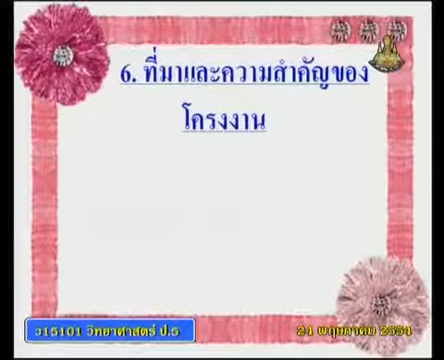 6. ที่มาและความสำคัญของ
โครงงาน
ว15101 วิทยาศาสตร์ ป.5
24 พฤษภาคม 2554